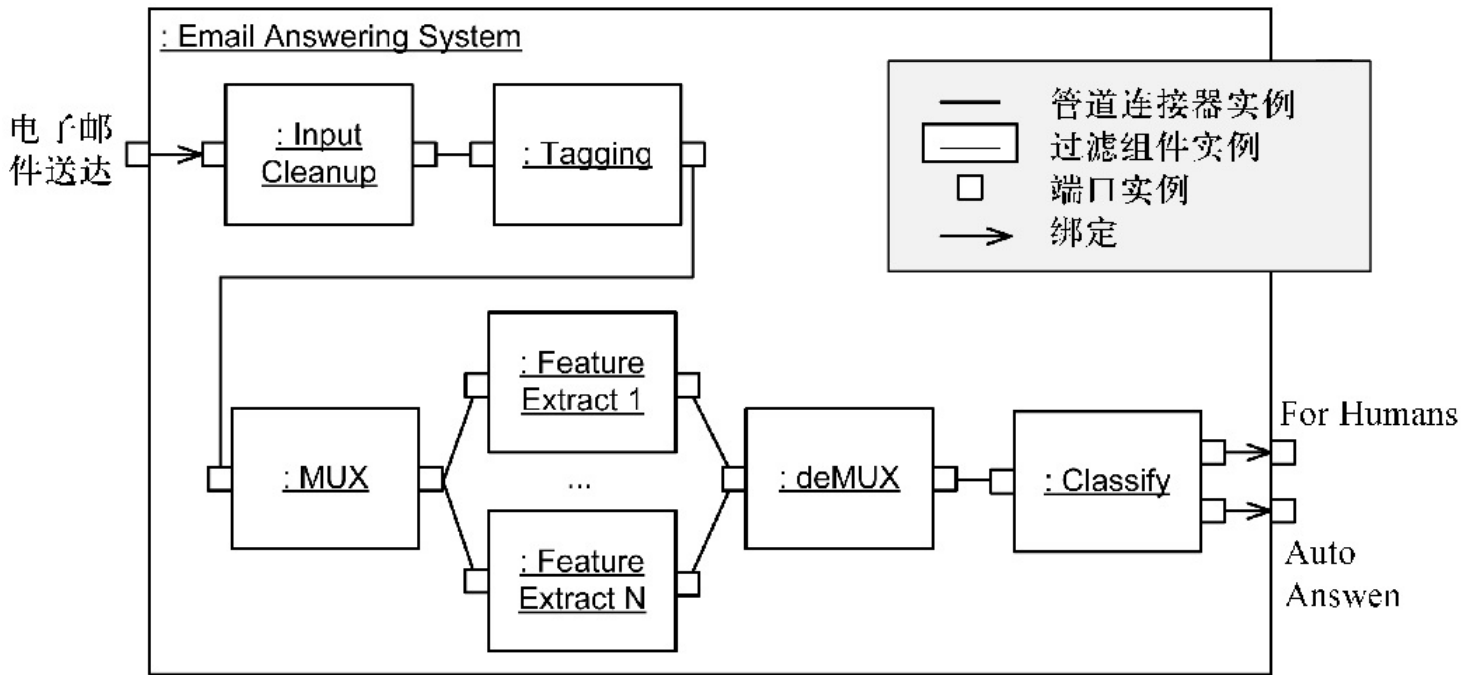 : Email Answering System
电子邮
件送达
: Input
Cleanup
: Tagging
管道连接器实例
过滤组件实例
端口实例
绑定
: MUX
: Feature
Extract 1
...
: Feature
Extract N
: deMUX
: Classify
For Humans
Auto
Answen